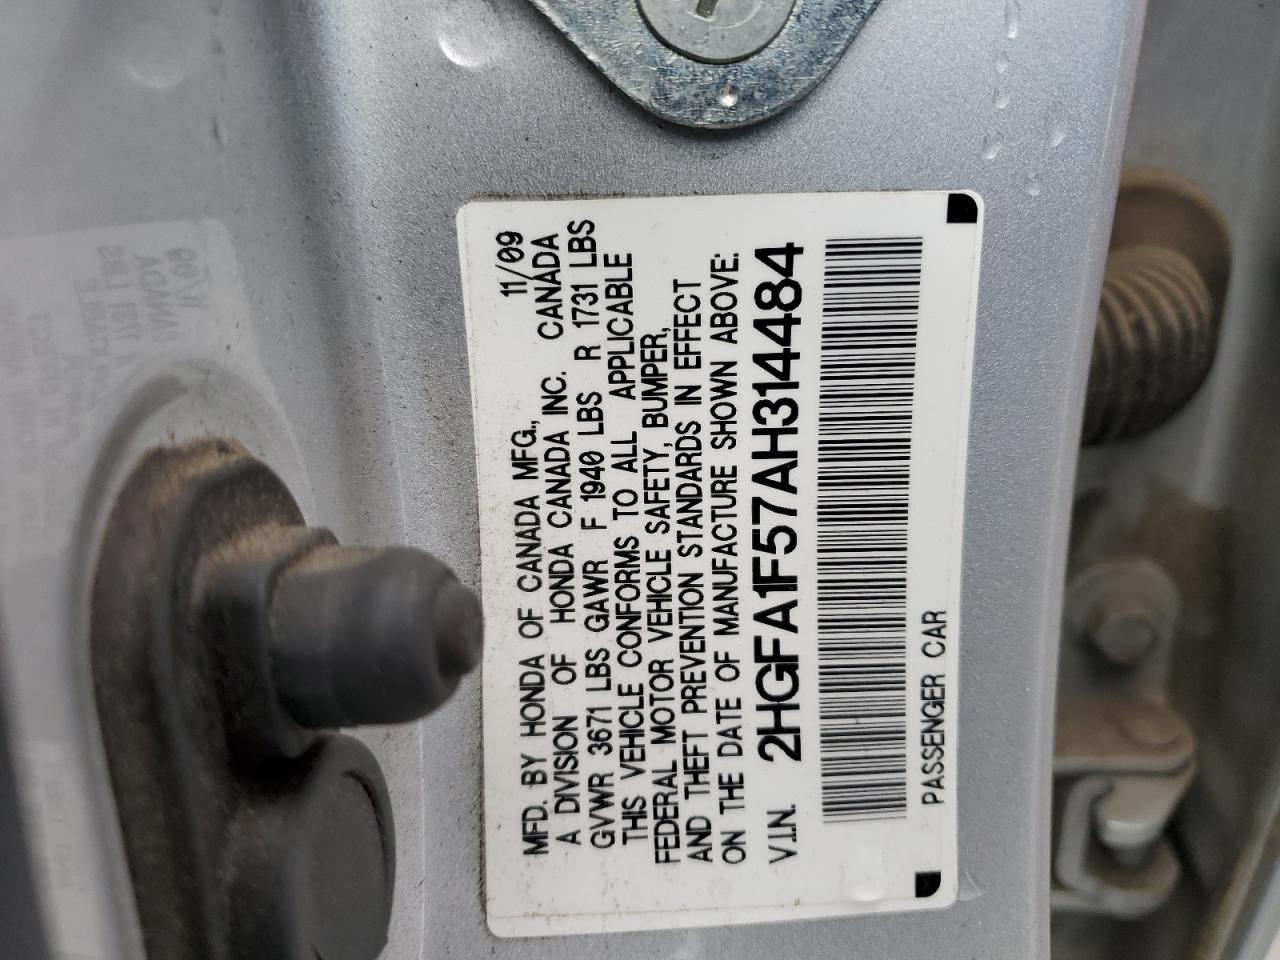 MFD. BY HONDA OF CANADA MFG., 11/09
A DIVISION OF HONDA CANADA INC. CANADA
GVWR 3671 LBS GAWR F 1940 LBS R 1731 LBS
THIS VEHICLE CONFORMS TO ALL APPLICABLE
FEDERAL MOTOR VEHICLE SAFETY, BUMPER,
AND THEFT PREVENTION STANDARDS IN EFFECT
ON THE DATE OF MANUFACTURE SHOWN ABOVE:
V.I.N. 2HGFA1F57AH314484
PASSENGER CAR